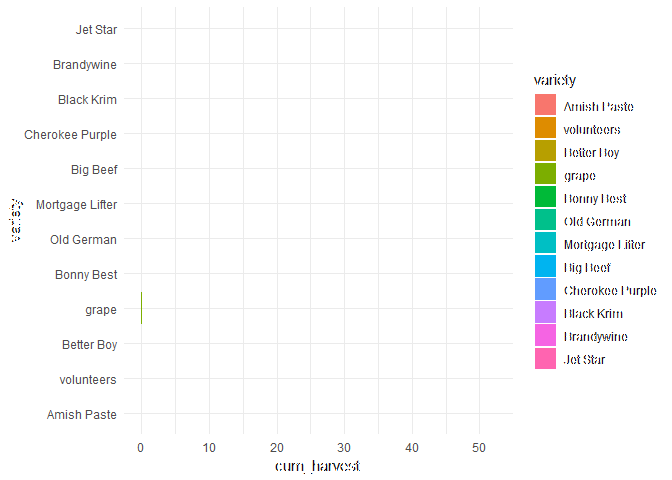 Jet Star
Brandywine
Black Krim
Cherokee Purple
Big Beef
Mortgage Lifter
Old German
Bonny Best
grape
Better Boy
volunteers
Amish Paste
variety
0 10 20 30 40 50
cum_harvest
variety
Amish Paste
volunteers
Better Boy
grape
Bonny Best
Old German
Mortgage Lifter
Big Beef
Cherokee Purple
Black Krim
Brandywine
Jet Star